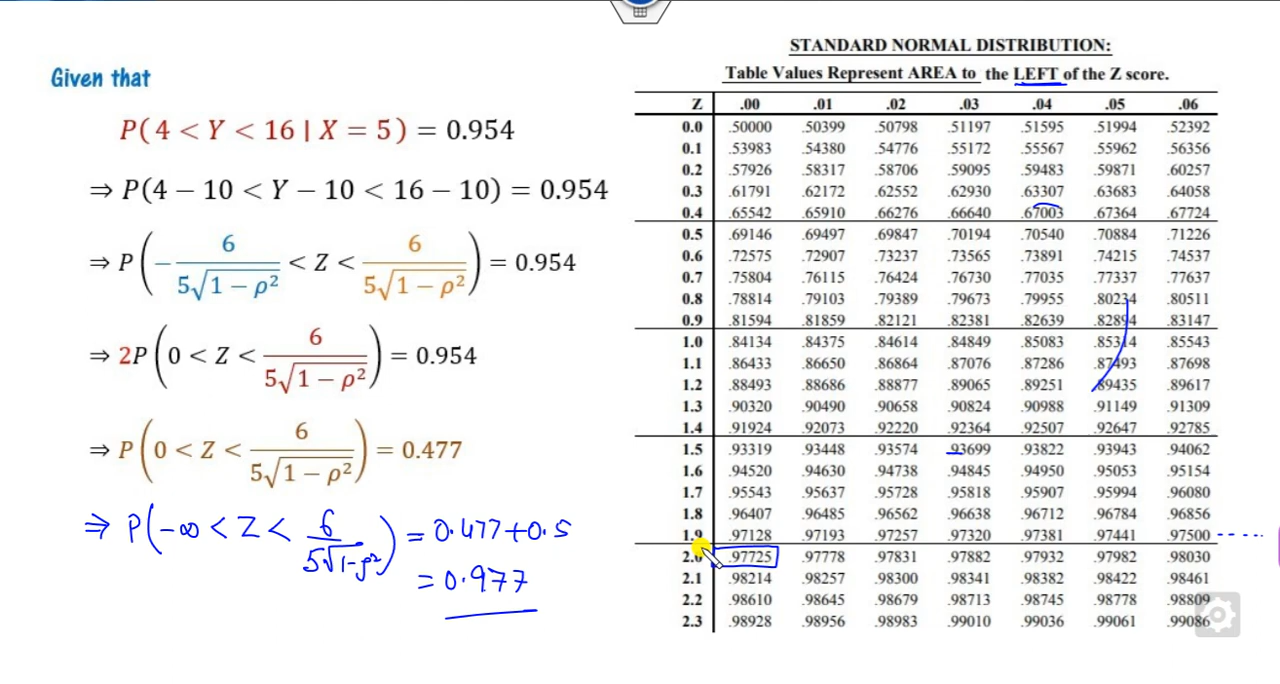 Given that
P(4 < Y < 16 | X = 5) = 0.954
⇒ P(4 − 10 < Y − 10 < 16 − 10) = 0.954
⇒ P(−6/(5√(1 − ρ²)) < Z < 6/(5√(1 − ρ²))) = 0.954
⇒ 2P(0 < Z < 6/(5√(1 − ρ²))) = 0.954
⇒ P(0 < Z < 6/(5√(1 − ρ²))) = 0.477
⇒ P(−∞ < Z < 6/(5√(1−ρ²))) = 0.477+0.5
= 0.977
STANDARD NORMAL DISTRIBUTION:
Table Values Represent AREA to the LEFT of the Z score.
Z .00 .01 .02 .03 .04 .05 .06
0.0 .50000 .50399 .50798 .51197 .51595 .51994 .52392
0.1 .53983 .54380 .54776 .55172 .55567 .55962 .56356
0.2 .57926 .58317 .58706 .59095 .59483 .59871 .60257
0.3 .61791 .62172 .62552 .62930 .63307 .63683 .64058
0.4 .65542 .65910 .66276 .66640 .67003 .67364 .67724
0.5 .69146 .69497 .69847 .70194 .70540 .70884 .71226
0.6 .72575 .72907 .73237 .73565 .73891 .74215 .74537
0.7 .75804 .76115 .76424 .76730 .77035 .77337 .77637
0.8 .78814 .79103 .79389 .79673 .79955 .80234 .80511
0.9 .81594 .81859 .82121 .82381 .82639 .82894 .83147
1.0 .84134 .84375 .84614 .84849 .85083 .85314 .85543
1.1 .86433 .86650 .86864 .87076 .87286 .87493 .87698
1.2 .88493 .88686 .88877 .89065 .89251 .89435 .89617
1.3 .90320 .90490 .90658 .90824 .90988 .91149 .91309
1.4 .91924 .92073 .92220 .92364 .92507 .92647 .92785
1.5 .93319 .93448 .93574 .93699 .93822 .93943 .94062
1.6 .94520 .94630 .94738 .94845 .94950 .95053 .95154
1.7 .95543 .95637 .95728 .95818 .95907 .95994 .96080
1.8 .96407 .96485 .96562 .96638 .96712 .96784 .96856
1.9 .97128 .97193 .97257 .97320 .97381 .97441 .97500
2.0 .97725 .97778 .97831 .97882 .97932 .97982 .98030
2.1 .98214 .98257 .98300 .98341 .98382 .98422 .98461
2.2 .98610 .98645 .98679 .98713 .98745 .98778 .98809
2.3 .98928 .98956 .98983 .99010 .99036 .99061 .99086